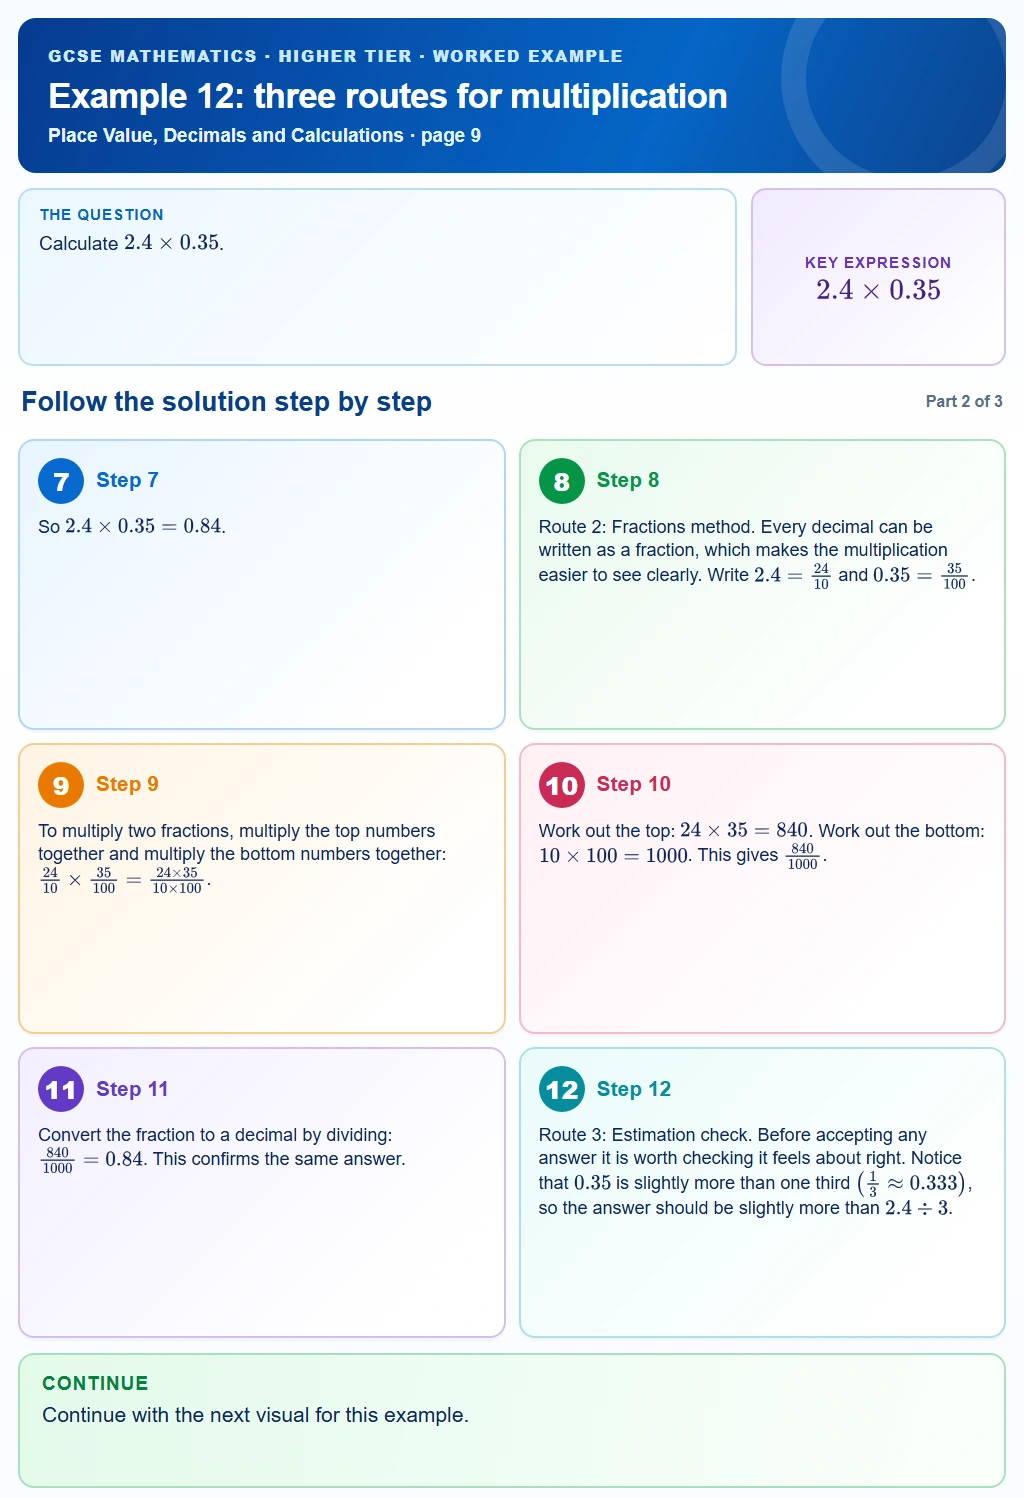 GCSE MATHEMATICS · HIGHER TIER · WORKED EXAMPLE
Example 12: three routes for multiplication
Place Value, Decimals and Calculations · page 9
THE QUESTION
Calculate 2.4 × 0.35.
KEY EXPRESSION
2.4 × 0.35
Follow the solution step by step
Part 2 of 3
7 Step 7
So 2.4 × 0.35 = 0.84.
8 Step 8
Route 2: Fractions method. Every decimal can be
written as a fraction, which makes the multiplication
easier to see clearly. Write 2.4 = 24/10 and 0.35 = 35/100.
9 Step 9
To multiply two fractions, multiply the top numbers
together and multiply the bottom numbers together:
24/10 × 35/100 = 24×35/10×100.
10 Step 10
Work out the top: 24 × 35 = 840. Work out the bottom:
10 × 100 = 1000. This gives 840/1000.
11 Step 11
Convert the fraction to a decimal by dividing:
840/1000 = 0.84. This confirms the same answer.
12 Step 12
Route 3: Estimation check. Before accepting any
answer it is worth checking it feels about right. Notice
that 0.35 is slightly more than one third (1/3 ≈ 0.333),
so the answer should be slightly more than 2.4 ÷ 3.
CONTINUE
Continue with the next visual for this example.